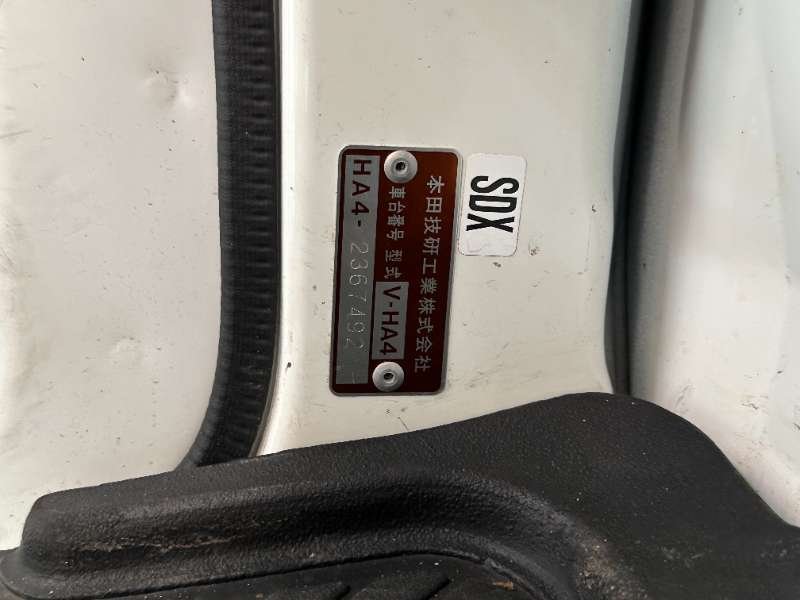 本田技研工業株式会社
型式 V-HA4
車台番号
HA4-2367492
SDX